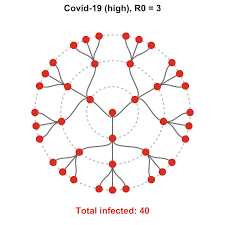 Covid-19 (high), R0 = 3
Total infected: 40